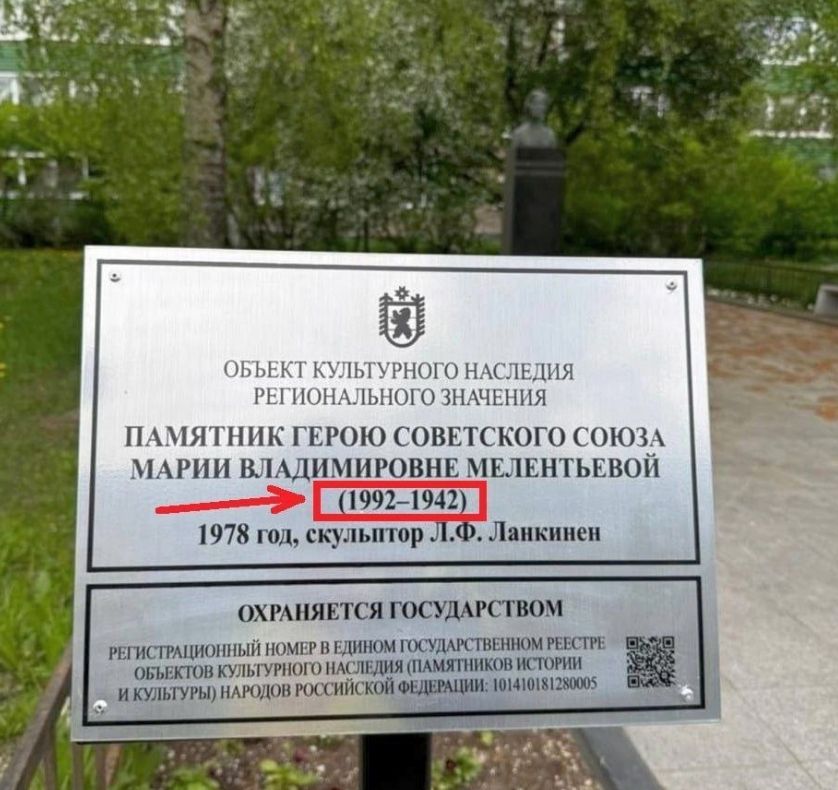 ОБЪЕКТ КУЛЬТУРНОГО НАСЛЕДИЯ
РЕГИОНАЛЬНОГО ЗНАЧЕНИЯ
ПАМЯТНИК ГЕРОЮ СОВЕТСКОГО СОЮЗА
МАРИИ ВЛАДИМИРОВНЕ МЕЛЕНТЬЕВОЙ
(1992–1942)
1978 год, скульптор Л.Ф. Ланкинен
ОХРАНЯЕТСЯ ГОСУДАРСТВОМ
РЕГИСТРАЦИОННЫЙ НОМЕР В ЕДИНОМ ГОСУДАРСТВЕННОМ РЕЕСТРЕ
ОБЪЕКТОВ КУЛЬТУРНОГО НАСЛЕДИЯ (ПАМЯТНИКОВ ИСТОРИИ
И КУЛЬТУРЫ) НАРОДОВ РОССИЙСКОЙ ФЕДЕРАЦИИ: 101410181280005